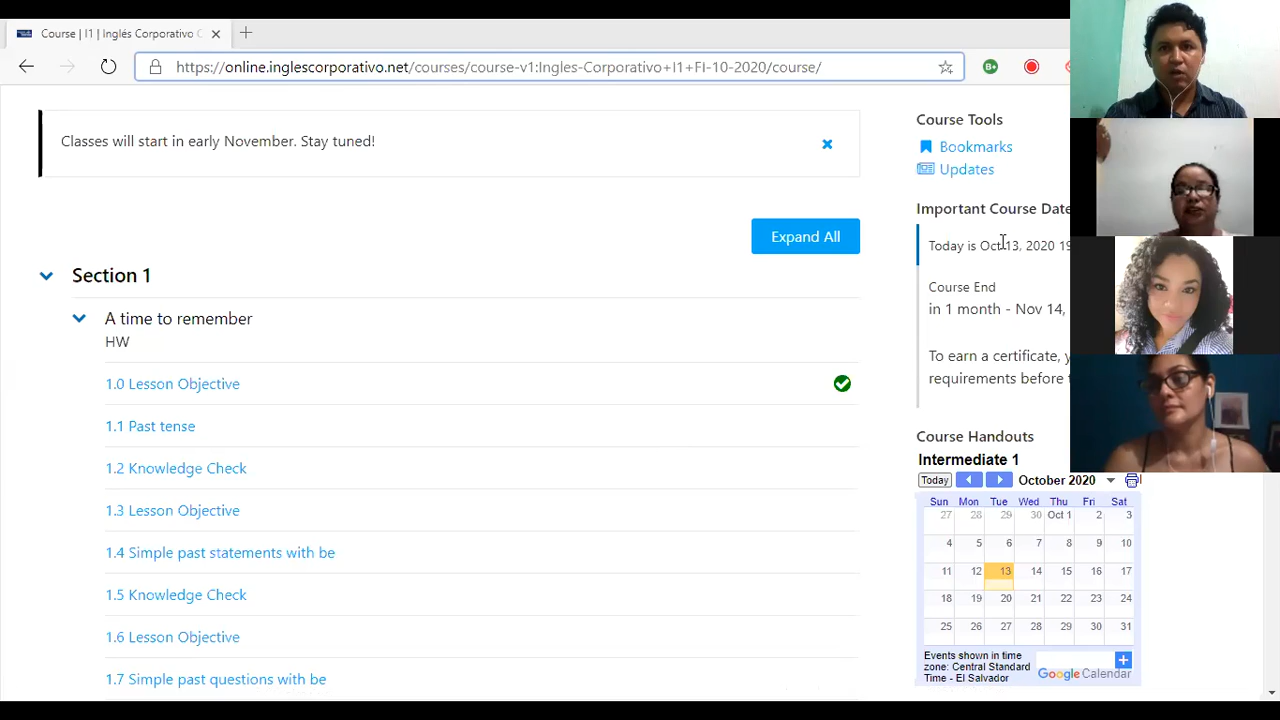 Course | I1 | Inglés Corporativo
https://online.inglescorporativo.net/courses/course-v1:Ingles-Corporativo+I1+FI-10-2020/course/
Classes will start in early November. Stay tuned!
Expand All
Section 1
A time to remember
HW
1.0 Lesson Objective
1.1 Past tense
1.2 Knowledge Check
1.3 Lesson Objective
1.4 Simple past statements with be
1.5 Knowledge Check
1.6 Lesson Objective
1.7 Simple past questions with be
Course Tools
Bookmarks
Updates
Important Course Date
Today is Oct 13, 2020 19
Course End
in 1 month - Nov 14,
To earn a certificate,
requirements before
Course Handouts
Intermediate 1
Today October 2020
Sun Mon Tue Wed Thu Fri Sat
27 28 29 30 Oct 1 2 3
4 5 6 7 8 9 10
11 12 13 14 15 16 17
18 19 20 21 22 23 24
25 26 27 28 29 30 31
Events shown in time
zone: Central Standard
Time - El Salvador
Google Calendar